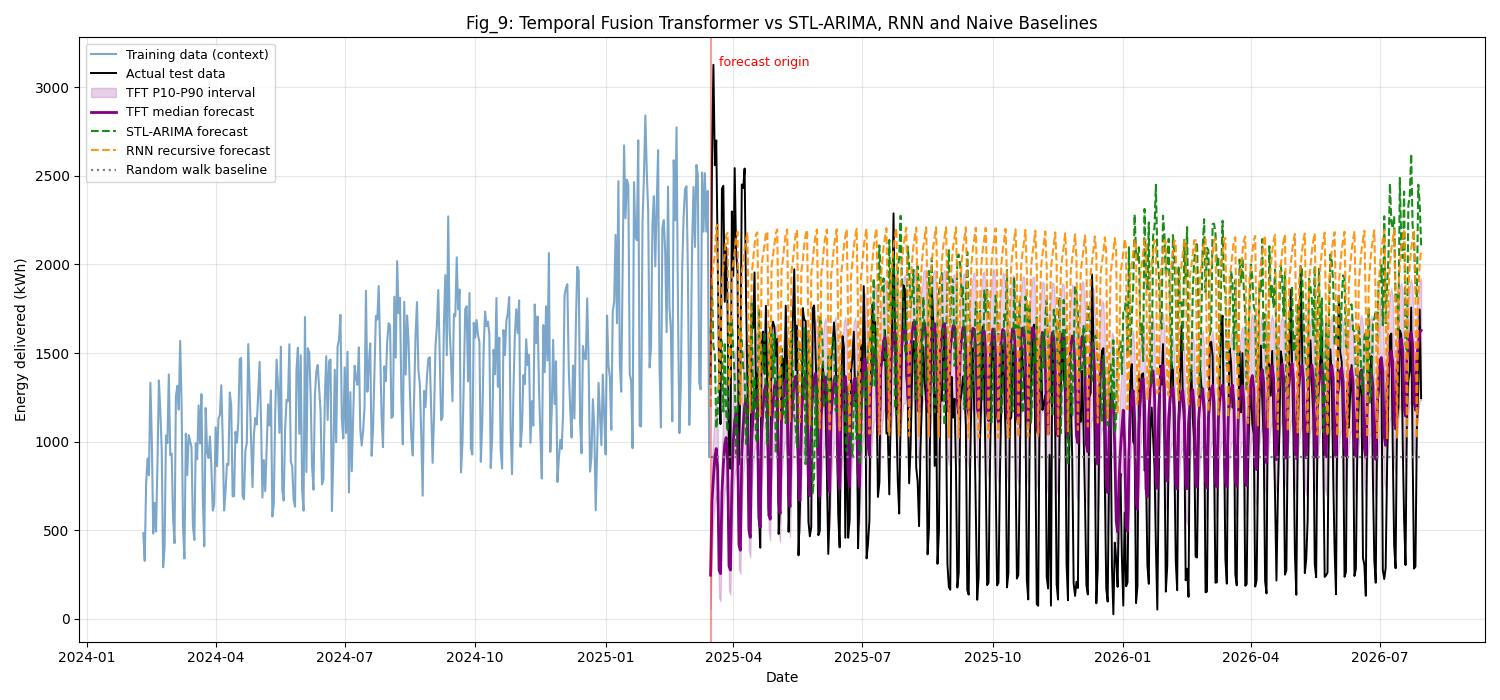 Fig_9: Temporal Fusion Transformer vs STL-ARIMA, RNN and Naive Baselines
Training data (context)
Actual test data
TFT P10-P90 interval
TFT median forecast
STL-ARIMA forecast
RNN recursive forecast
Random walk baseline
forecast origin
Energy delivered (kWh)
3000
2500
2000
1500
1000
500
0
2024-01
2024-04
2024-07
2024-10
2025-01
2025-04
2025-07
2025-10
2026-01
2026-04
2026-07
Date